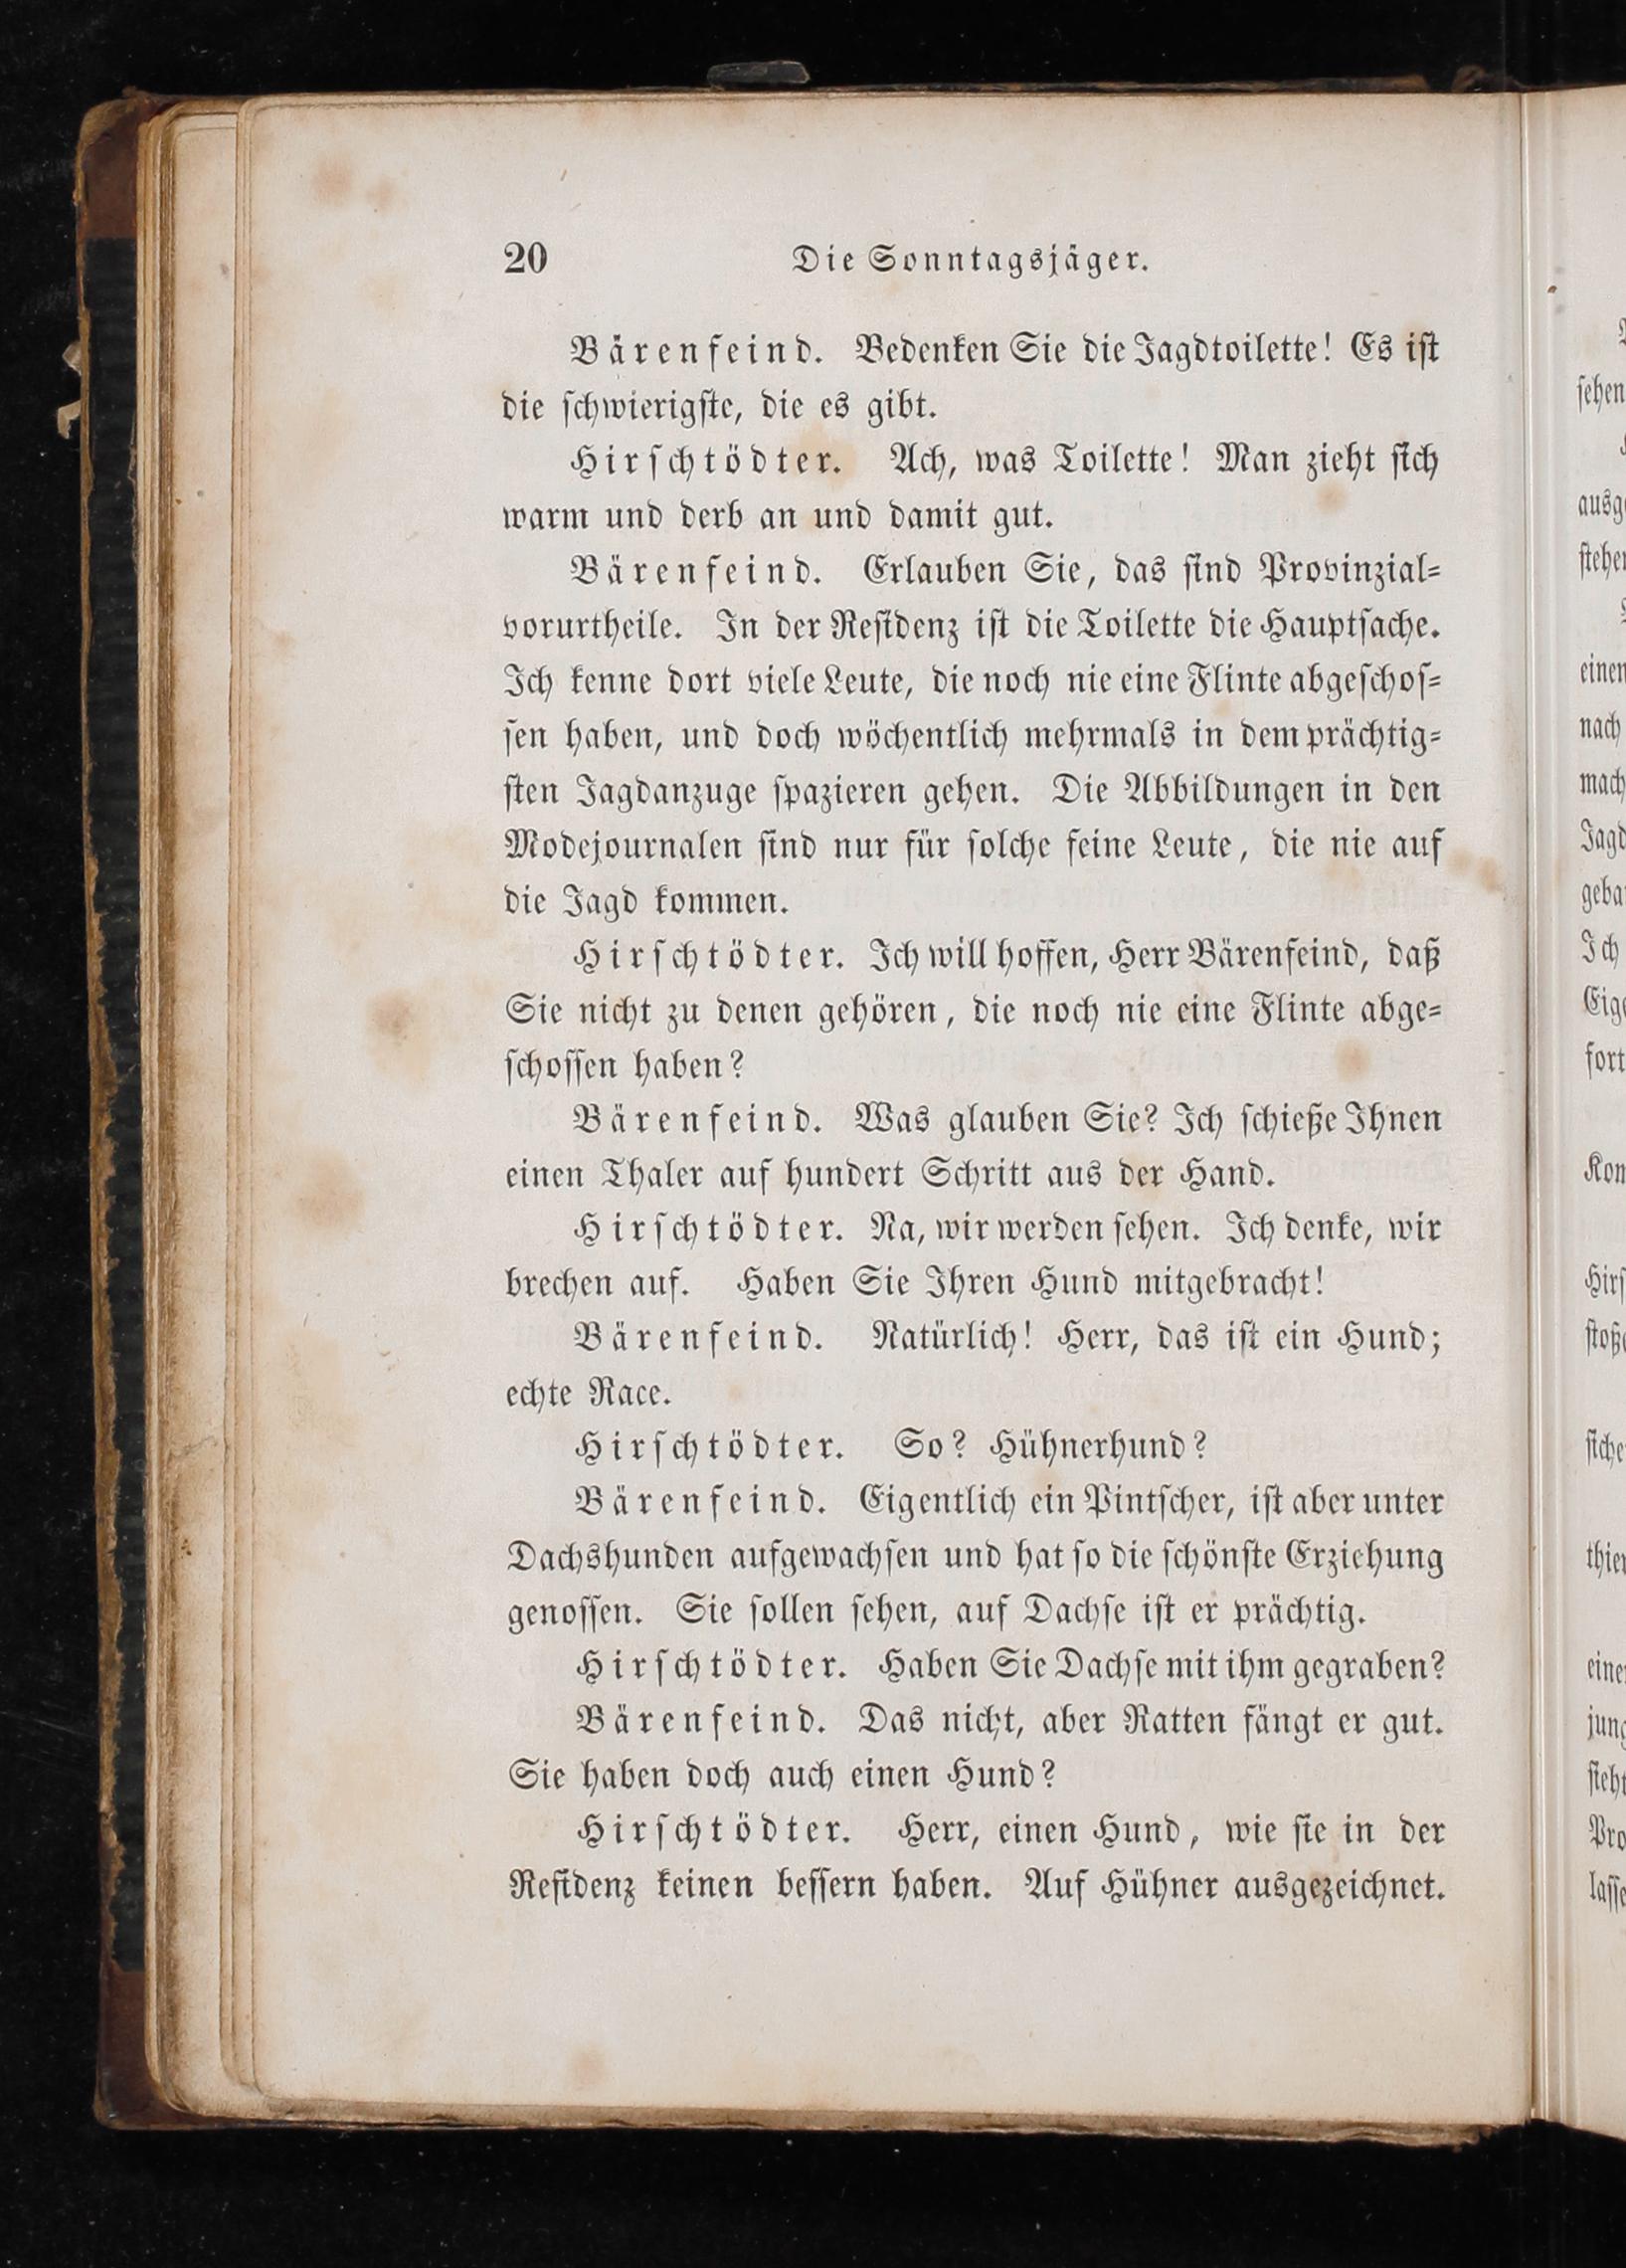 20 Die Sonntagsjäger.
Bärenfeind. Bedenken Sie die Jagdtoilette! Es iſt
die ſchwierigſte, die es gibt.
Hirſchtödter. Ach, was Toilette! Man zieht ſich
warm und derb an und damit gut.
Bärenfeind. Erlauben Sie, das ſind Provinzial⸗
vorurtheile. In der Reſidenz iſt die Toilette die Hauptſache.
Ich kenne dort viele Leute, die noch nie eine Flinte abgeſchoſ⸗
ſen haben, und doch wöchentlich mehrmals in dem prächtig⸗
ſten Jagdanzuge ſpazieren gehen. Die Abbildungen in den
Modejournalen ſind nur für ſolche feine Leute, die nie auf
die Jagd kommen.
Hirſchtödter. Ich will hoffen, Herr Bärenfeind, daß
Sie nicht zu denen gehören, die noch nie eine Flinte abge⸗
ſchoſſen haben?
Bärenfeind. Was glauben Sie? Ich ſchieße Ihnen
einen Thaler auf hundert Schritt aus der Hand.
Hirſchtödter. Na, wir werden ſehen. Ich denke, wir
brechen auf. Haben Sie Ihren Hund mitgebracht!
Bärenfeind. Natürlich! Herr, das iſt ein Hund;
echte Race.
Hirſchtödter. So? Hühnerhund?
Bärenfeind. Eigentlich ein Pintſcher, iſt aber unter
Dachshunden aufgewachſen und hat ſo die ſchönſte Erziehung
genoſſen. Sie ſollen ſehen, auf Dachſe iſt er prächtig.
Hirſchtödter. Haben Sie Dachſe mit ihm gegraben?
Bärenfeind. Das nicht, aber Ratten fängt er gut.
Sie haben doch auch einen Hund?
Hirſchtödter. Herr, einen Hund, wie ſie in der
Reſidenz keinen beſſern haben. Auf Hühner ausgezeichnet.